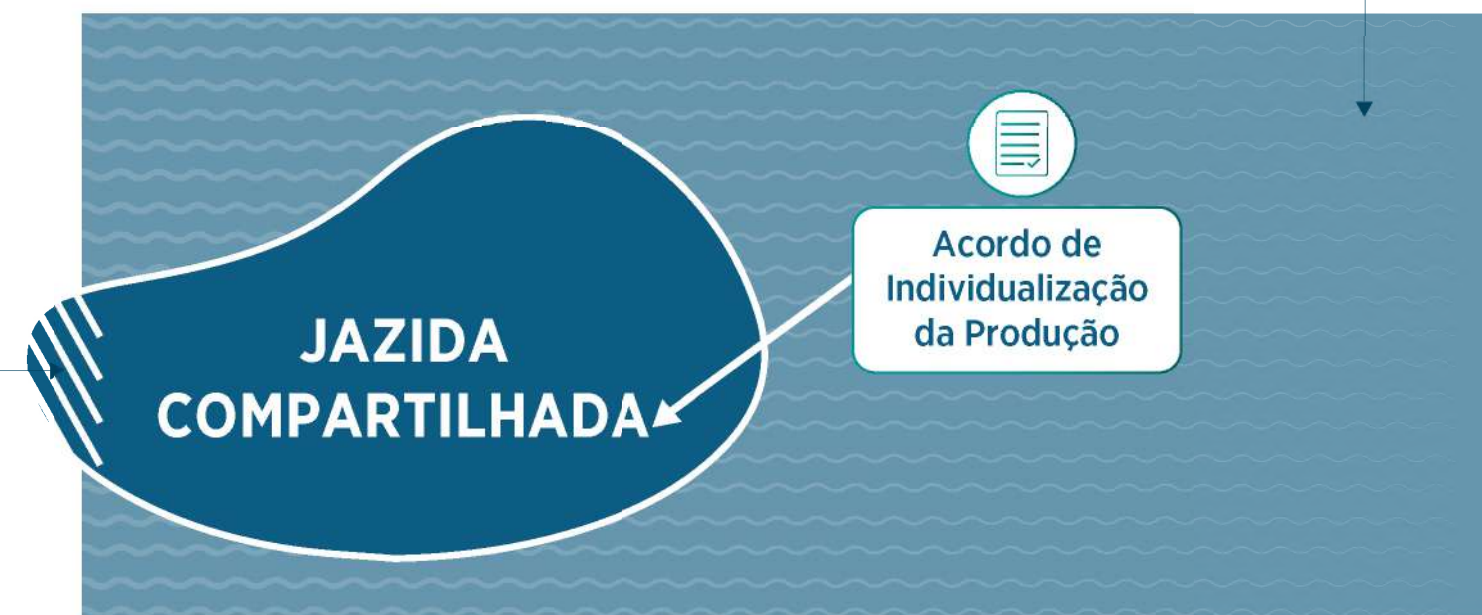 Acordo de
Individualização
da Produção
JAZIDA
COMPARTILHADA